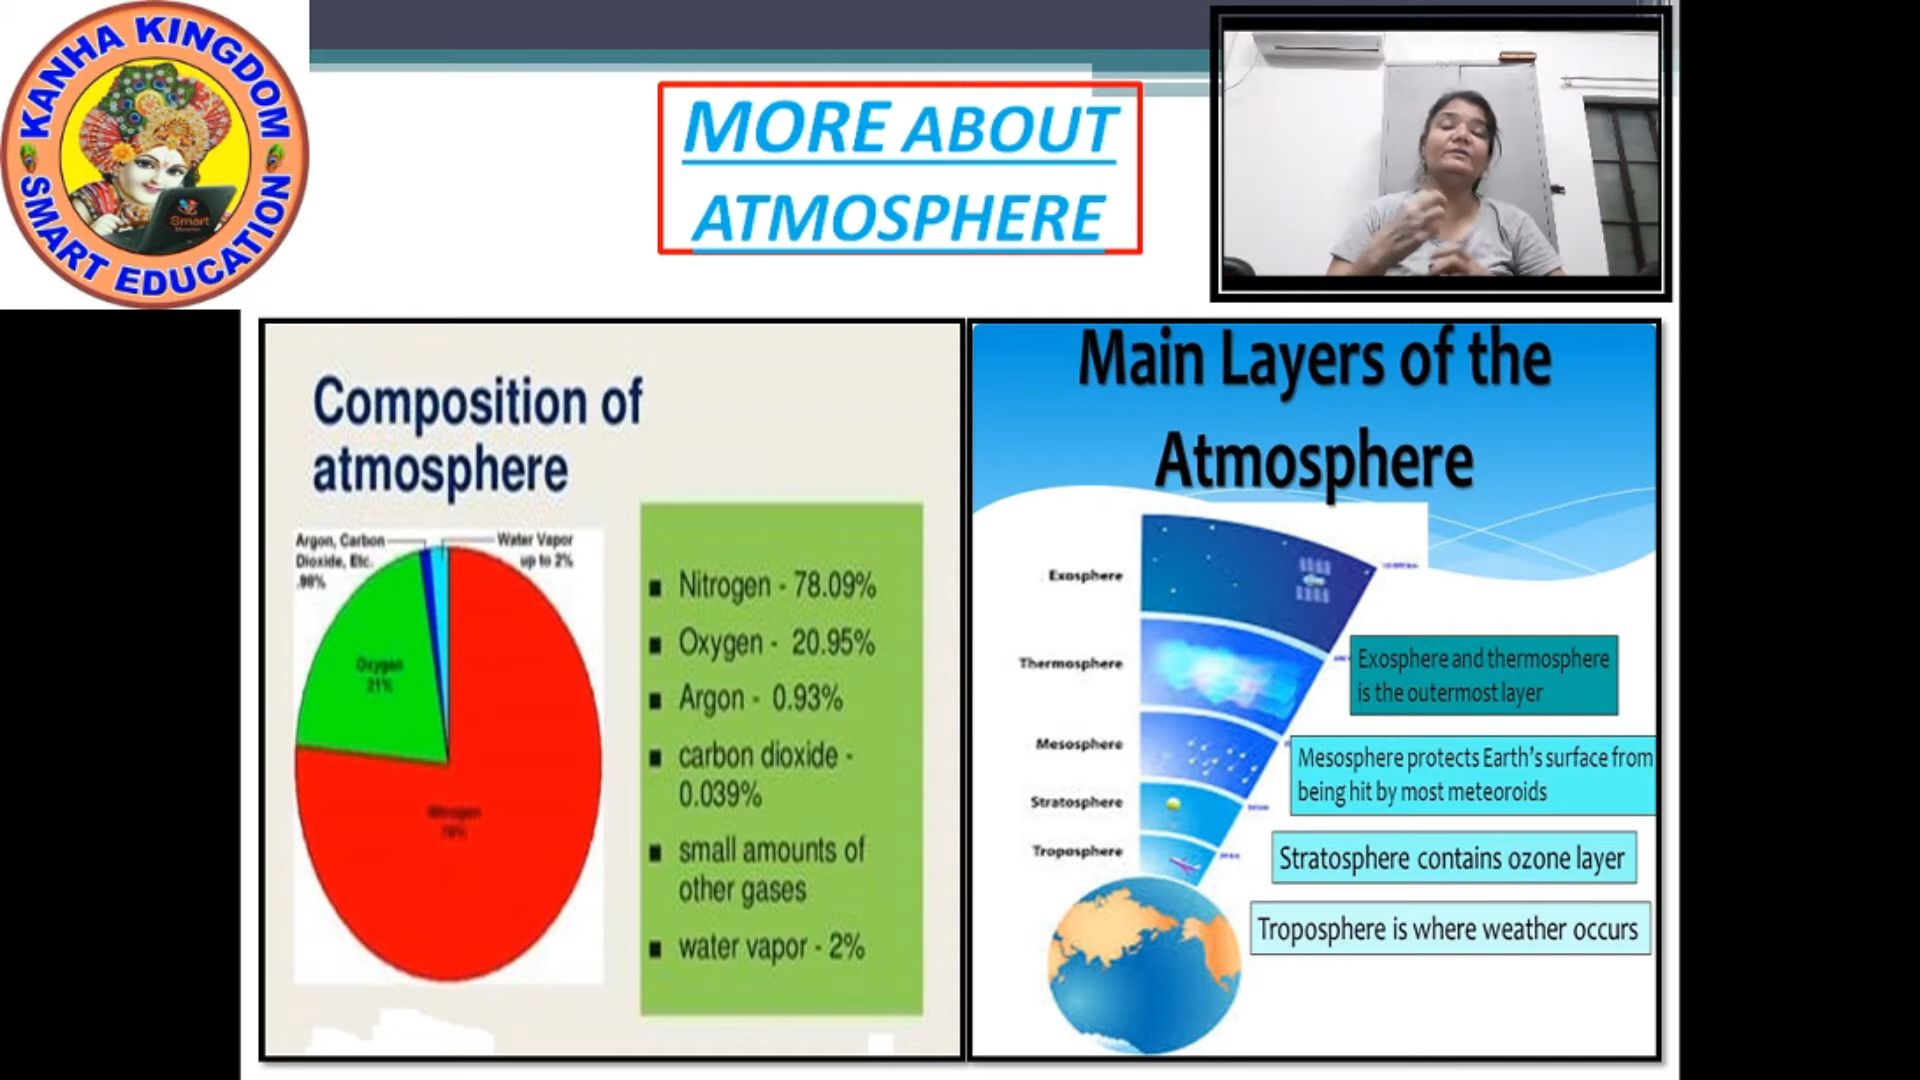 KANHA KINGDOM
SMART EDUCATION
Smart
MORE ABOUT
ATMOSPHERE
Composition of
atmosphere
Argon, Carbon
Dioxide, Etc.
.98%
Water Vapor
up to 2%
Oxygen
21%
Nitrogen
78%
Nitrogen - 78.09%
Oxygen - 20.95%
Argon - 0.93%
carbon dioxide -
0.039%
small amounts of
other gases
water vapor - 2%
Main Layers of the
Atmosphere
Exosphere
Thermosphere
Mesosphere
Stratosphere
Troposphere
Exosphere and thermosphere
is the outermost layer
Mesosphere protects Earth's surface from
being hit by most meteoroids
Stratosphere contains ozone layer
Troposphere is where weather occurs